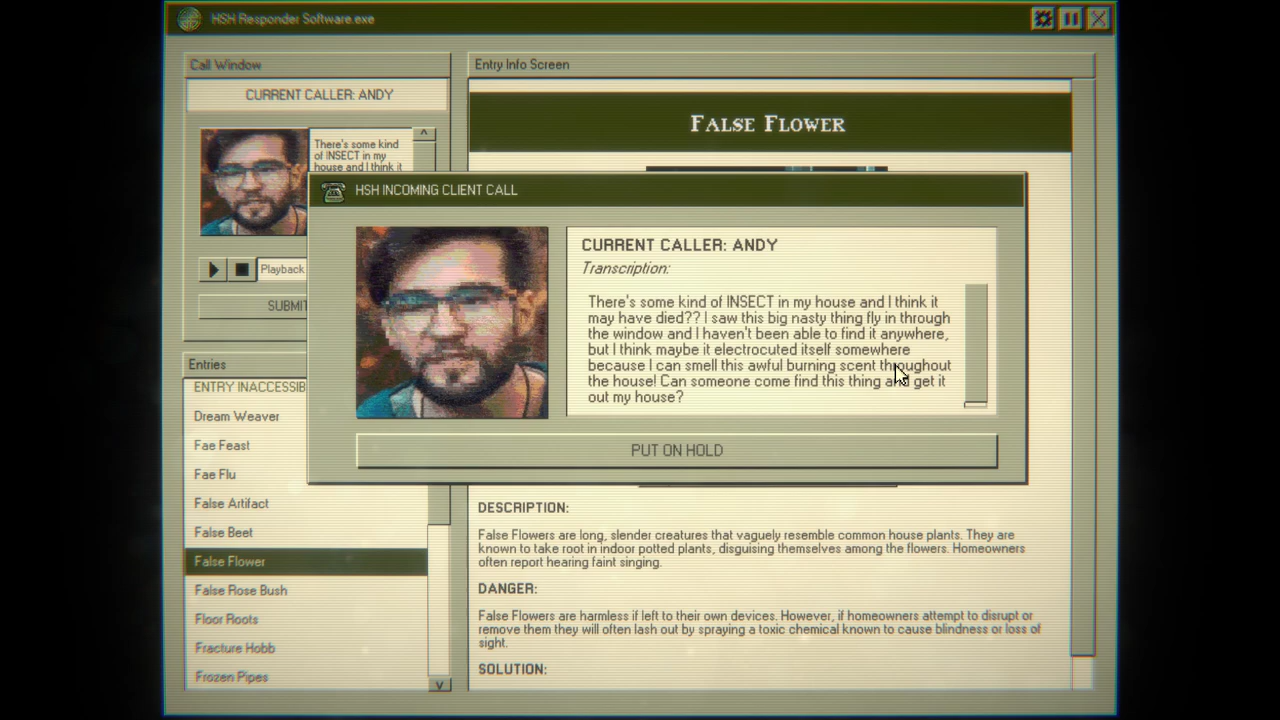 HSH Responder Software.exe
Call Window
CURRENT CALLER: ANDY
There's some kind
of INSECT in my
house and I think it
Playback
SUBMIT
Entries
ENTRY INACCESSIB
Dream Weaver
Fae Feast
Fae Flu
False Artifact
False Beet
False Flower
False Rose Bush
Floor Roots
Fracture Hobb
Frozen Pipes
Entry Info Screen
False Flower
HSH INCOMING CLIENT CALL
CURRENT CALLER: ANDY
Transcription:
There's some kind of INSECT in my house and I think it
may have died?? I saw this big nasty thing fly in through
the window and I haven't been able to find it anywhere,
but I think maybe it electrocuted itself somewhere
because I can smell this awful burning scent throughout
the house! Can someone come find this thing and get it
out my house?
PUT ON HOLD
DESCRIPTION:
False Flowers are long, slender creatures that vaguely resemble common house plants. They are
known to take root in indoor potted plants, disguising themselves among the flowers. Homeowners
often report hearing faint singing.
DANGER:
False Flowers are harmless if left to their own devices. However, if homeowners attempt to disrupt or
remove them they will often lash out by spraying a toxic chemical known to cause blindness or loss of
sight.
SOLUTION: